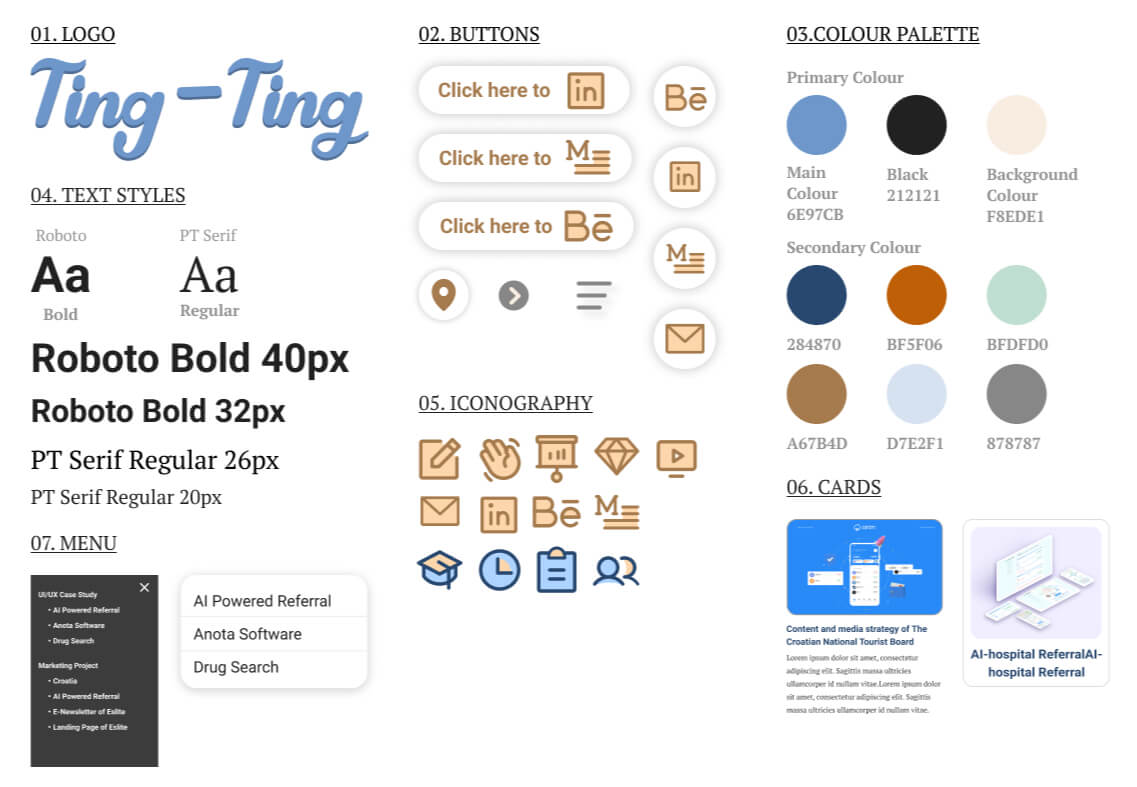 01. LOGO
Ting-Ting
02. BUTTONS
Click here to in
Click here to M
Click here to Bē
Bē
in
M
03.COLOUR PALETTE
Primary Colour
Main Colour 6E97CB
Black 212121
Background Colour F8EDE1
Secondary Colour
284870
BF5F06
BFDFD0
A67B4D
D7E2F1
878787
04. TEXT STYLES
Roboto
Aa
Bold
PT Serif
Aa
Regular
Roboto Bold 40px
Roboto Bold 32px
PT Serif Regular 26px
PT Serif Regular 20px
05. ICONOGRAPHY
in
Bē
M
06. CARDS
Content and media strategy of The
Croatian National Tourist Board
Lorem ipsum dolor sit amet, consectetur
adipiscing elit. Sagittis massa ultricies
ullamcorper id nullam vitae.Lorem ipsum dolor
sit amet, consectetur adipiscing elit. Sagittis
massa ultricies ullamcorper id nullam vitae.
AI-hospital ReferralAI-
hospital Referral
07. MENU
UI/UX Case Study
• AI Powered Referral
• Anota Software
• Drug Search
Marketing Project
• Croatia
• AI Powered Referral
• E-Newsletter of Eslite
• Landing Page of Eslite
AI Powered Referral
Anota Software
Drug Search